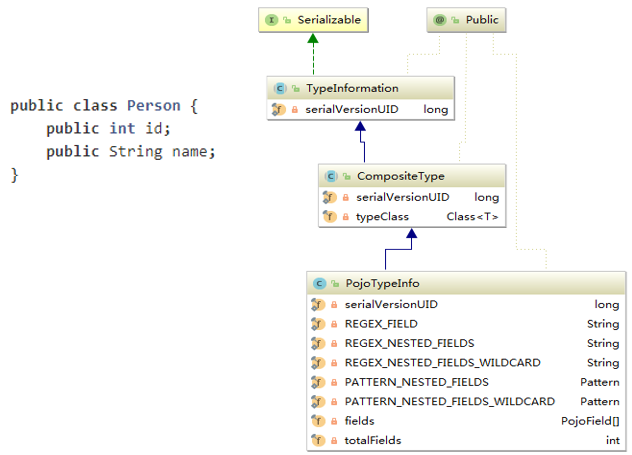 Serializable
Public
public class Person {
public int id;
public String name;
}
TypeInformation
serialVersionUID long
CompositeType
serialVersionUID long
typeClass Class<T>
PojoTypeInfo
serialVersionUID long
REGEX_FIELD String
REGEX_NESTED_FIELDS String
REGEX_NESTED_FIELDS_WILDCARD String
PATTERN_NESTED_FIELDS Pattern
PATTERN_NESTED_FIELDS_WILDCARD Pattern
fields PojoField[]
totalFields int